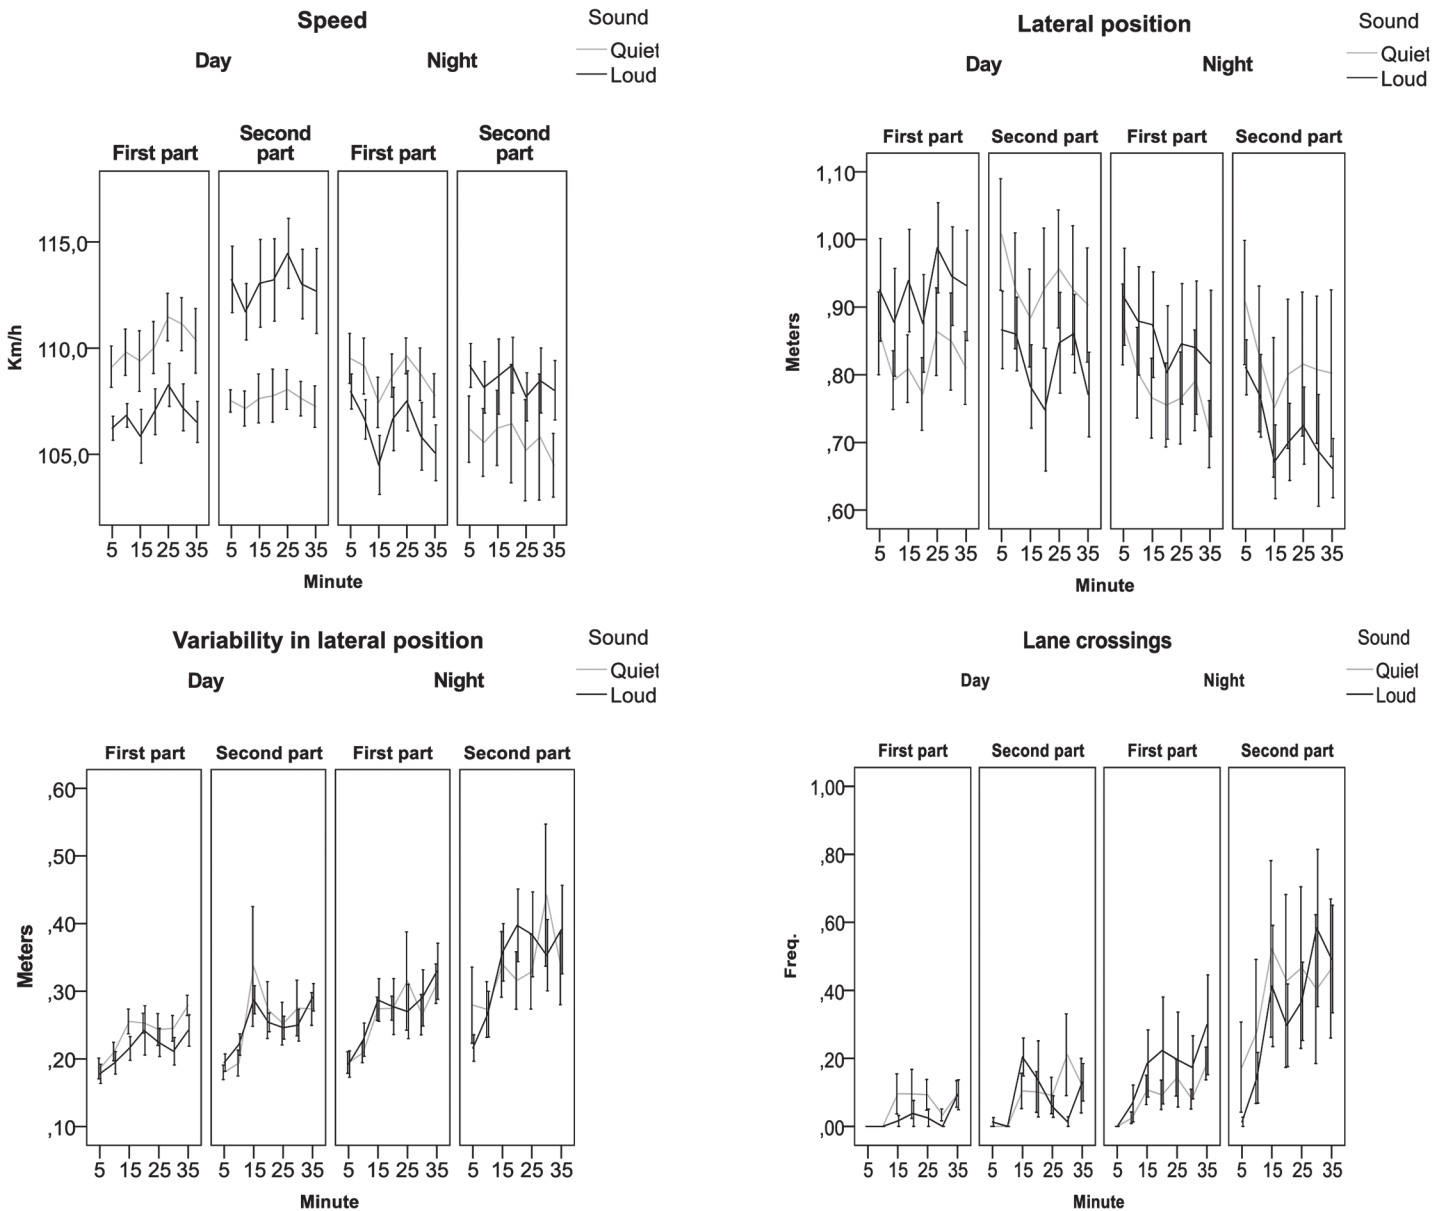 Speed
Sound
Day
Night
Quiet
Loud
First part
Second part
First part
Second part
Km/h
115,0
110,0
105,0
5 15 25 35
5 15 25 35
5 15 25 35
5 15 25 35
Minute
Lateral position
Sound
Day
Night
Quiet
Loud
First part
Second part
First part
Second part
Meters
1,10
1,00
,90
,80
,70
,60
5 15 25 35
5 15 25 35
5 15 25 35
5 15 25 35
Minute
Variability in lateral position
Sound
Day
Night
Quiet
Loud
First part
Second part
First part
Second part
Meters
,60
,50
,40
,30
,20
,10
5 15 25 35
5 15 25 35
5 15 25 35
5 15 25 35
Minute
Lane crossings
Sound
Day
Night
Quiet
Loud
First part
Second part
First part
Second part
Freq.
1,00
,80
,60
,40
,20
,00
5 15 25 35
5 15 25 35
5 15 25 35
5 15 25 35
Minute